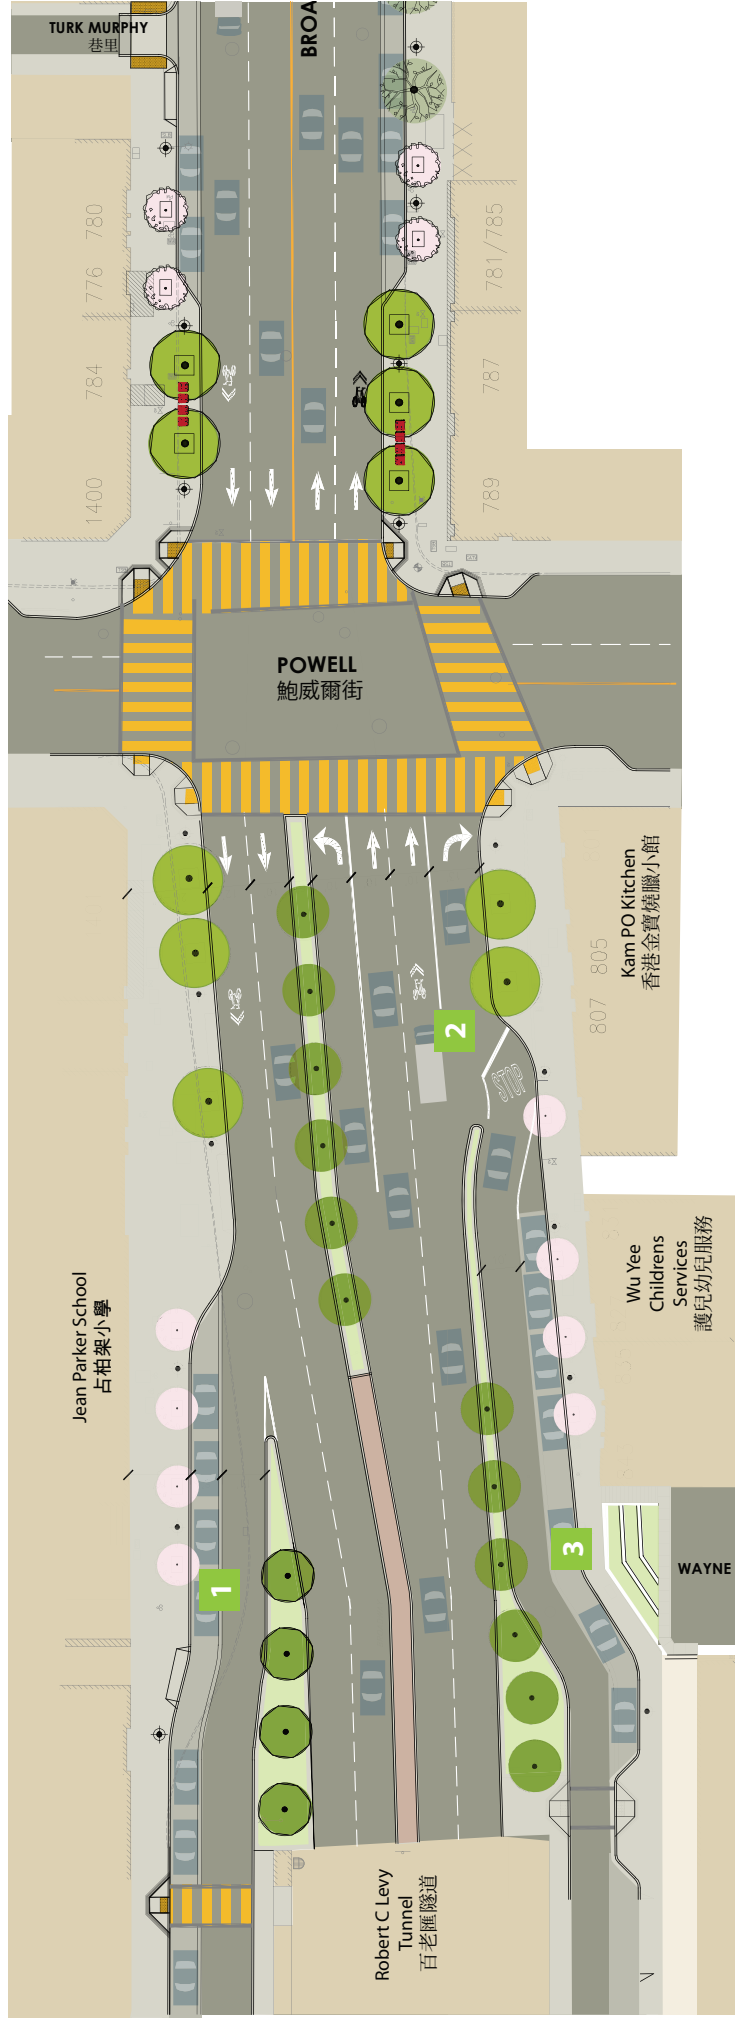 TURK MURPHY
巷里
BROA
780
776
784
1400
781/785
787
789
POWELL
鮑威爾街
Kam PO Kitchen
香港金寶燒臘小館
807 805
2
STOP
Jean Parker School
占柏架小學
Wu Yee
Childrens
Services
護兒幼兒服務
1
3
WAYNE
Robert C Levy
Tunnel
百老匯隧道